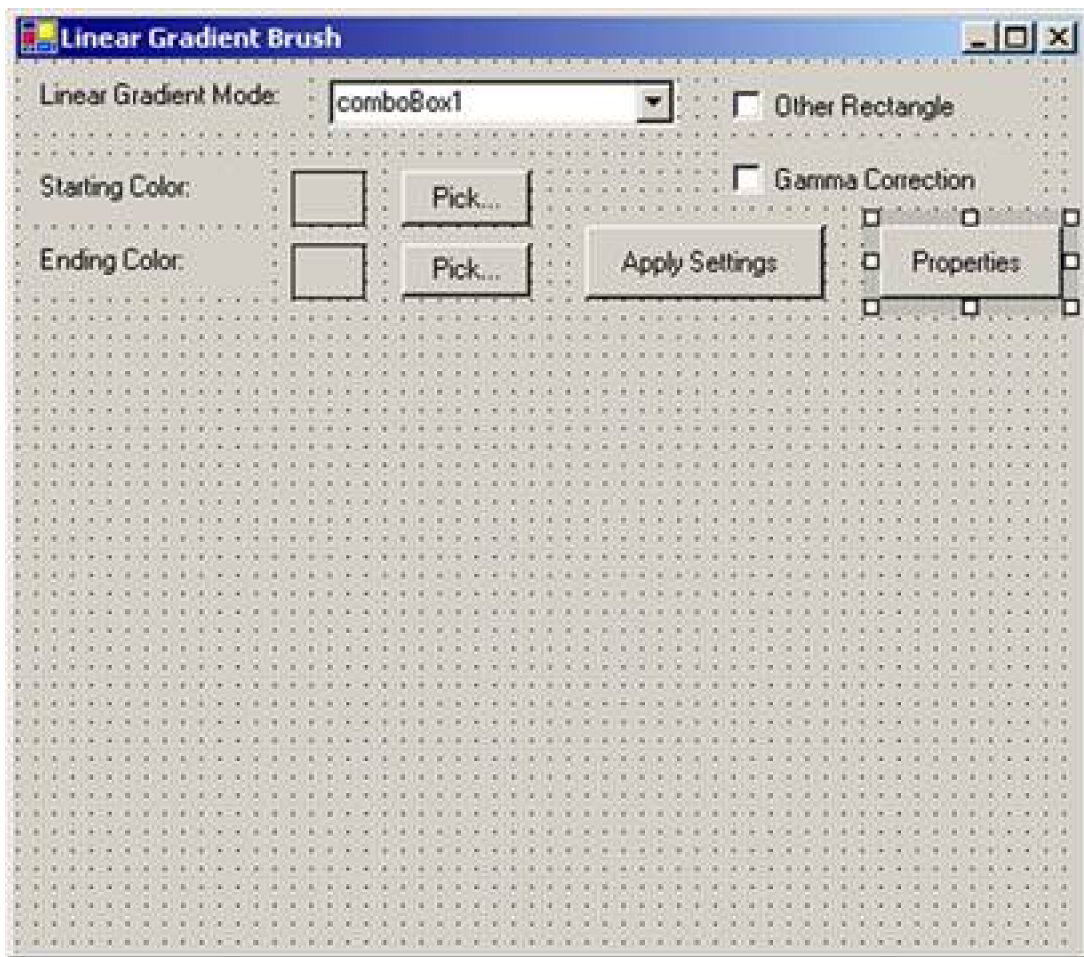 Linear Gradient Brush
Linear Gradient Mode:
comboBox1
Other Rectangle
Starting Color:
Pick...
Gamma Correction
Ending Color:
Pick...
Apply Settings
Properties